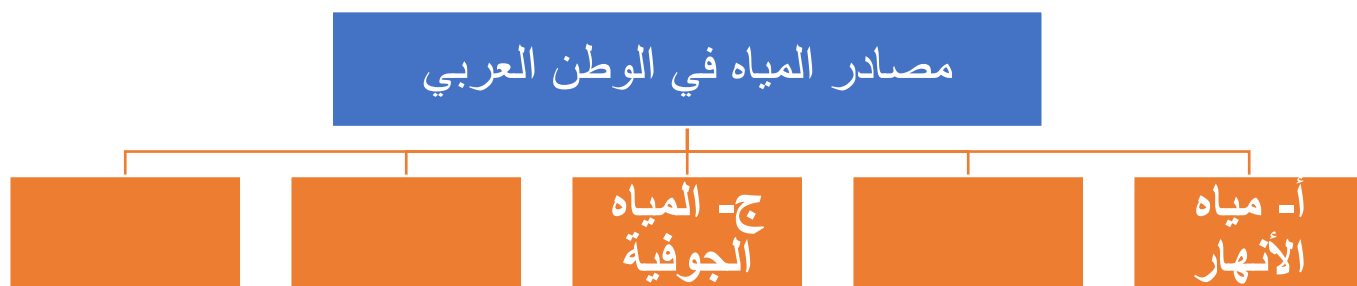 مصادر المياه في الوطن العربي
أ- مياه
الأنهار
ج- المياه
الجوفية